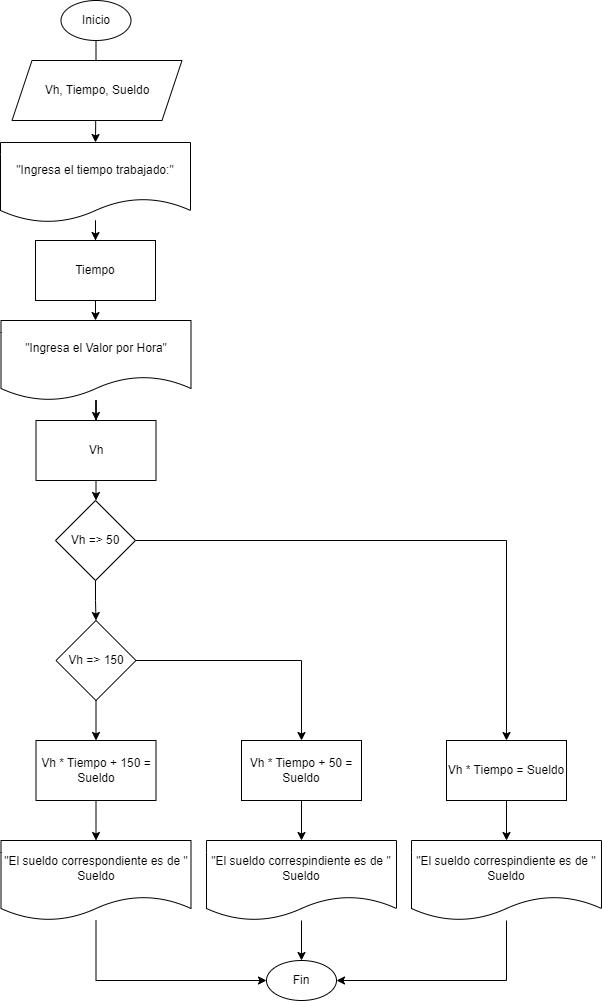 Inicio
Vh, Tiempo, Sueldo
"Ingresa el tiempo trabajado:"
Tiempo
"Ingresa el Valor por Hora"
Vh
Vh => 50
Vh => 150
Vh * Tiempo + 150 =
Sueldo
Vh * Tiempo + 50 =
Sueldo
Vh * Tiempo = Sueldo
"El sueldo correspondiente es de "
Sueldo
"El sueldo correspindiente es de "
Sueldo
"El sueldo correspindiente es de "
Sueldo
Fin